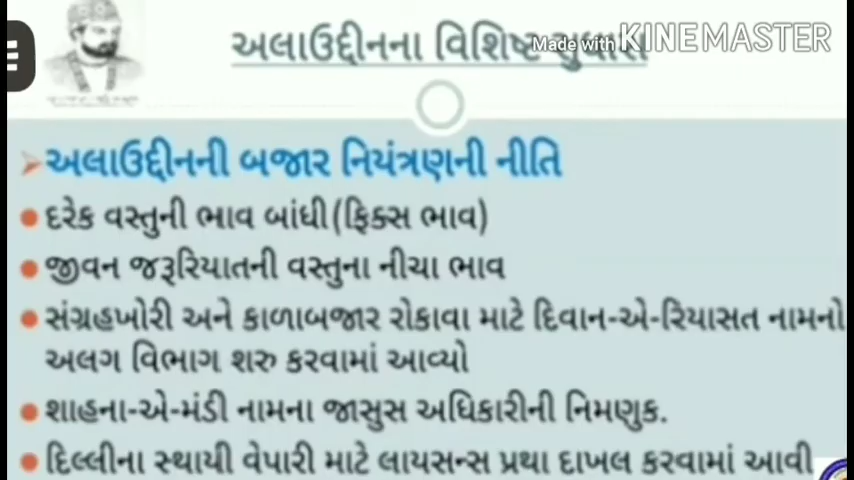 અલાઉદ્દીનના વિશિષ્ટ સુધારા
Made with KINEMASTER
અલાઉદ્દીનની બજાર નિયંત્રણની નીતિ
દરેક વસ્તુની ભાવ બાંધી(ફિક્સ ભાવ)
જીવન જરૂરિયાતની વસ્તુના નીચા ભાવ
સંગ્રહખોરી અને કાળાબજાર રોકાવા માટે દિવાન-એ-રિયાસત નામનો
અલગ વિભાગ શરુ કરવામાં આવ્યો
શાહના-એ-મંડી નામના જાસુસ અધિકારીની નિમણુક.
દિલ્લીના સ્થાયી વેપારી માટે લાયસન્સ પ્રથા દાખલ કરવામાં આવી